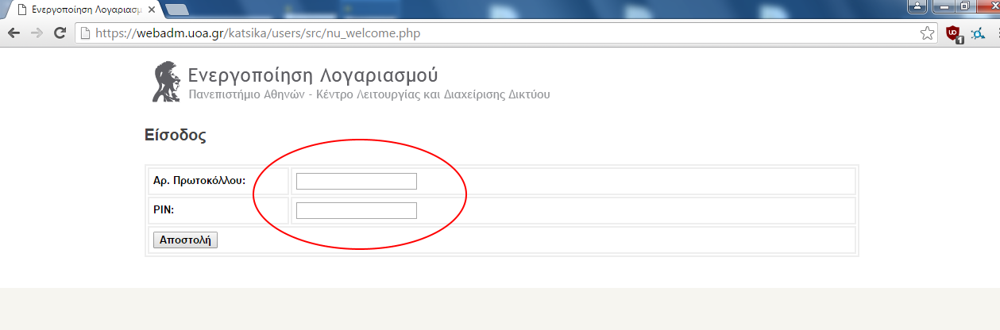 Ενεργοποίηση Λογαριασμ
https://webadm.uoa.gr/katsika/users/src/nu_welcome.php
1
Ενεργοποίηση Λογαριασμού
Πανεπιστήμιο Αθηνών - Κέντρο Λειτουργίας και Διαχείρισης Δικτύου
Είσοδος
Αρ. Πρωτοκόλλου:
PIN:
Αποστολή